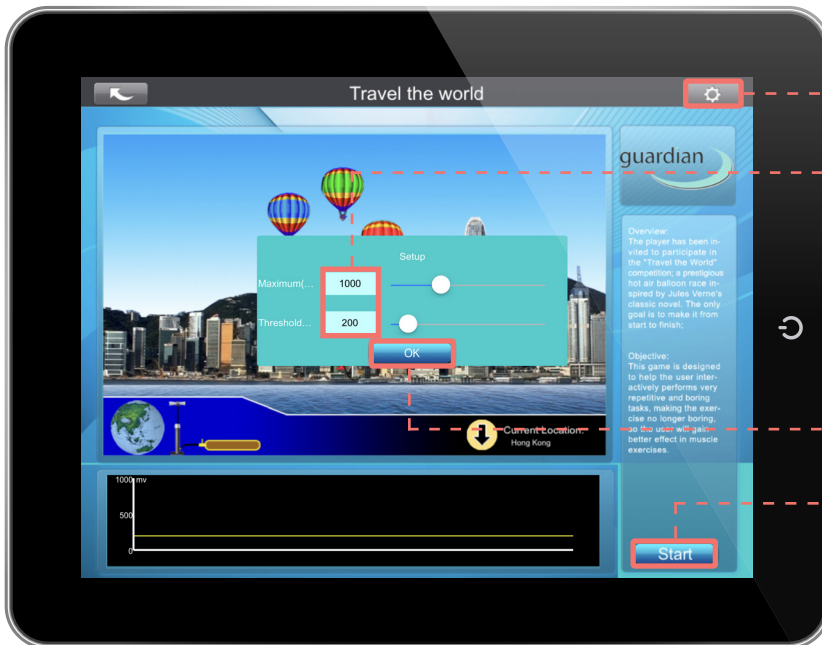 Travel the world
guardian
Overview:
The player has been in-
vited to participate in
the "Travel the World"
competition; a prestigious
hot air balloon race in-
spired by Jules Verne's
classic novel. The only
goal is to make it from
start to finish;
Objective:
This game is designed
to help the user inter-
actively performs very
repetitive and boring
tasks, making the exer-
cise no longer boring,
so the user will gain
better effect in muscle
exercises.
Setup
Maximum(...
1000
Threshold...
200
OK
Current Location:
Hong Kong
1000 mv
500
0
Start